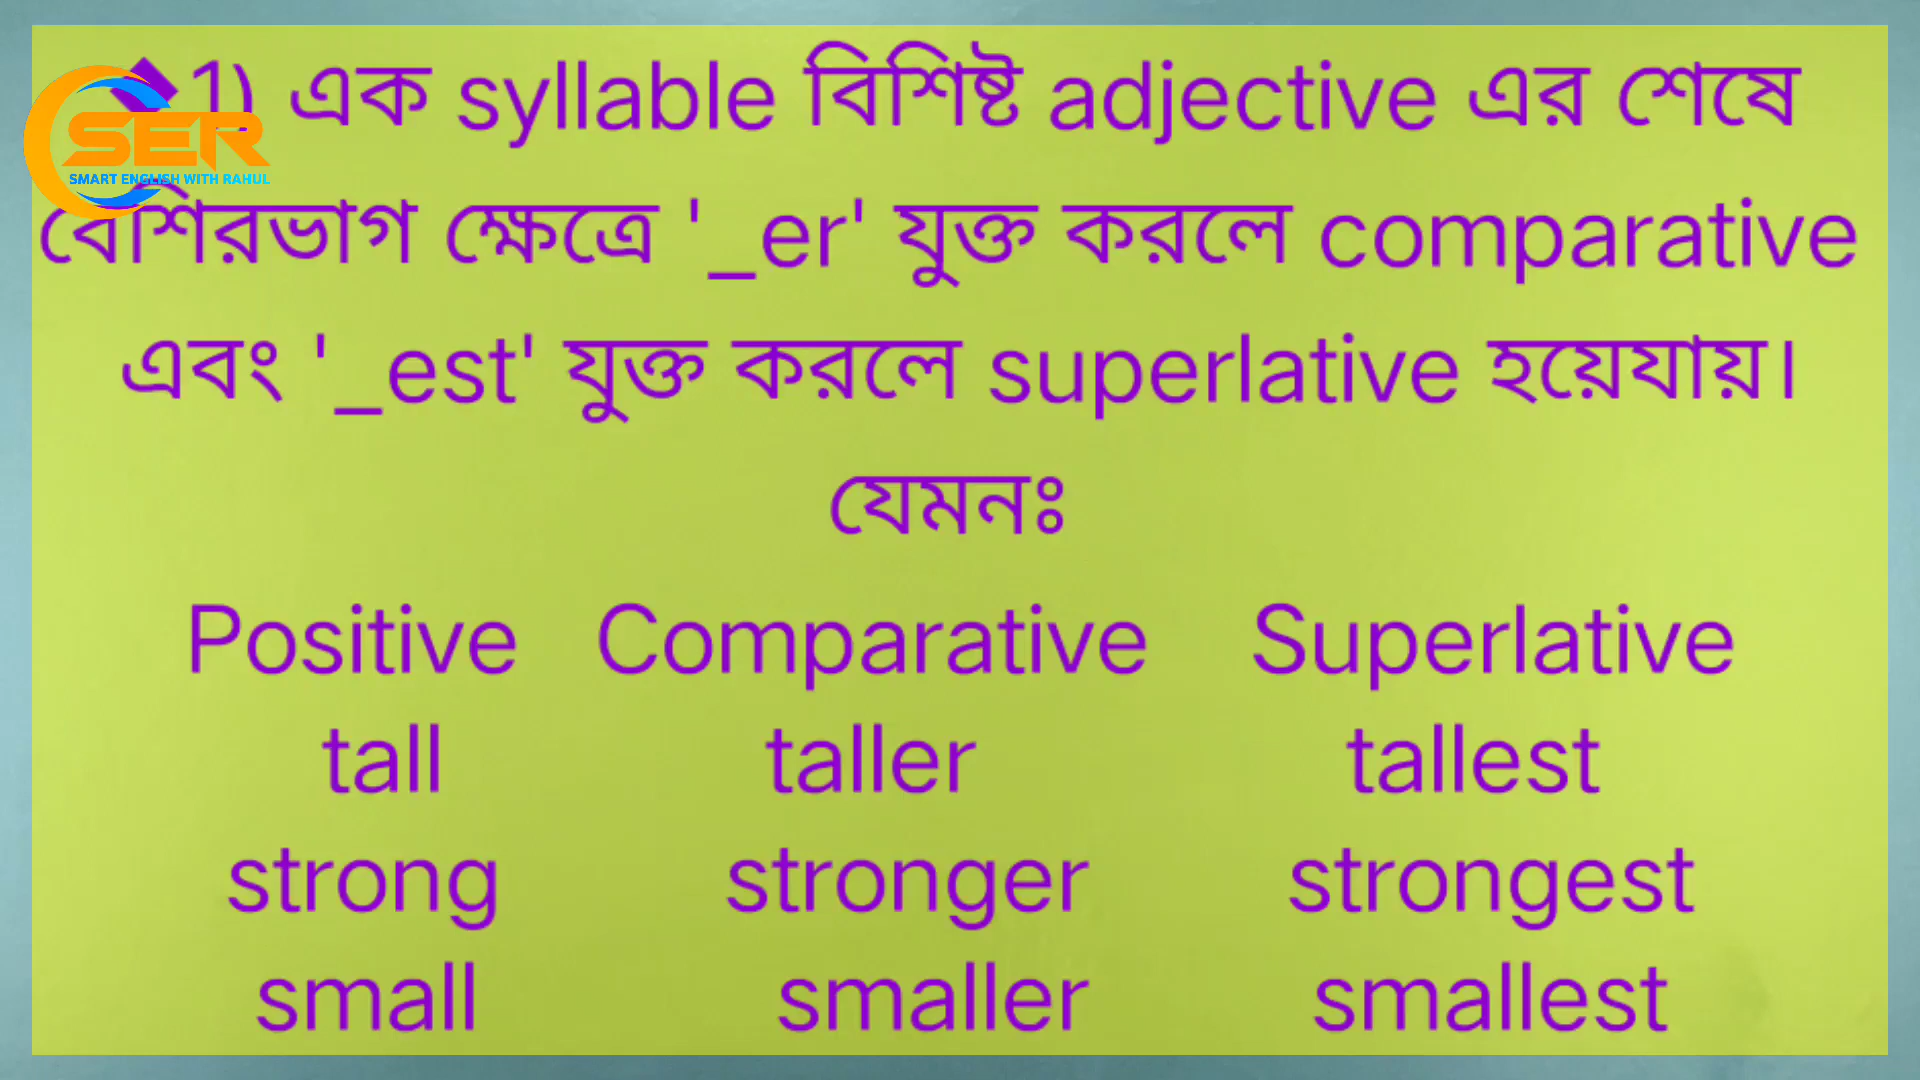 ◆1) এক syllable বিশিষ্ট adjective এর শেষে
বেশিরভাগ ক্ষেত্রে '_er' যুক্ত করলে comparative
এবং '_est' যুক্ত করলে superlative হয়েযায়।
যেমনঃ
Positive Comparative Superlative
tall taller tallest
strong stronger strongest
small smaller smallest
SER
SMART ENGLISH WITH RAHUL